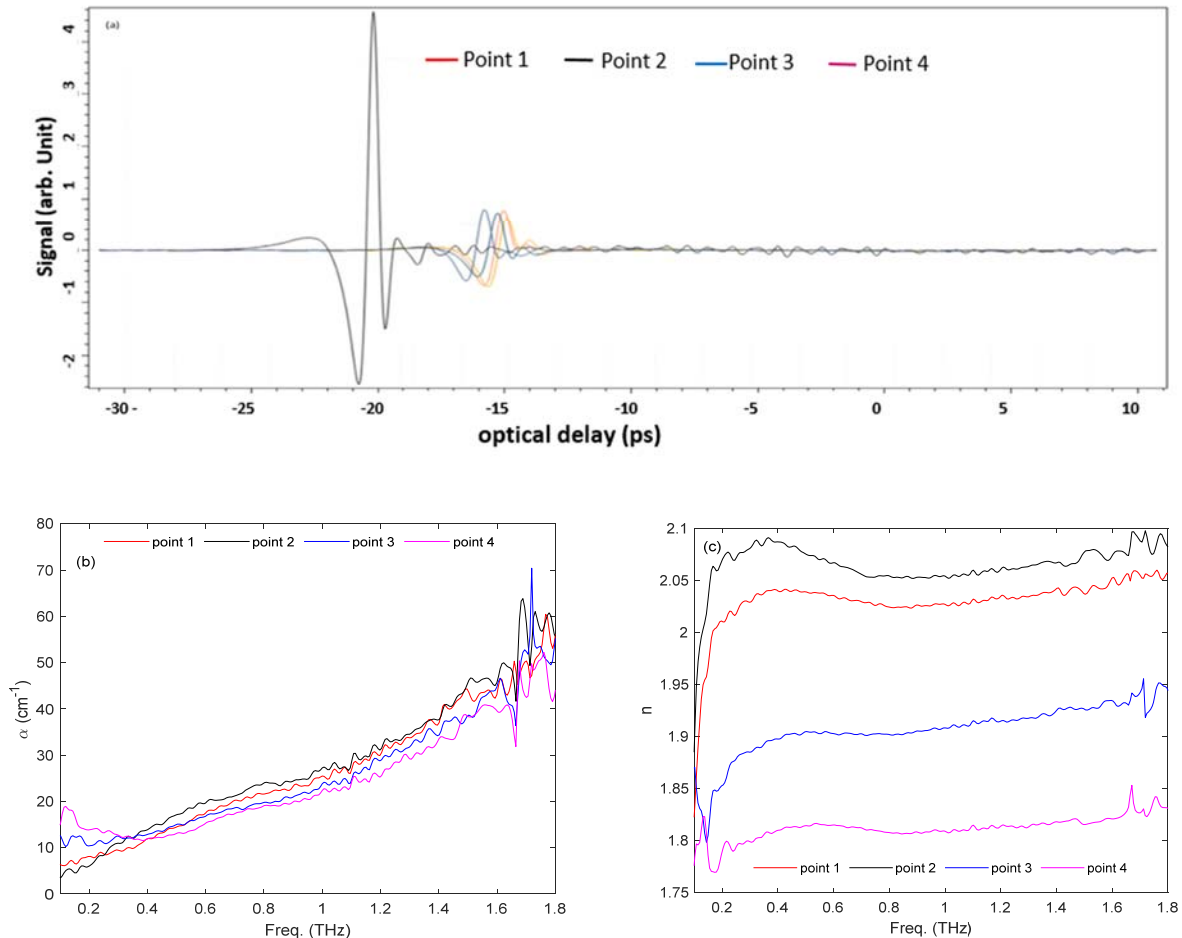 (a)
Point 1 Point 2 Point 3 Point 4
Signal (arb. Unit)
4
3
2
1
0
-1
-2
-30 - -25 -20 -15 -10 -5 0 5 10
optical delay (ps)
(b)
point 1 point 2 point 3 point 4
α (cm-1)
80
70
60
50
40
30
20
10
0
0.2 0.4 0.6 0.8 1 1.2 1.4 1.6 1.8
Freq. (THz)
(c)
n
2.1
2.05
2
1.95
1.9
1.85
1.8
1.75
point 1 point 2 point 3 point 4
0.2 0.4 0.6 0.8 1 1.2 1.4 1.6 1.8
Freq. (THz)